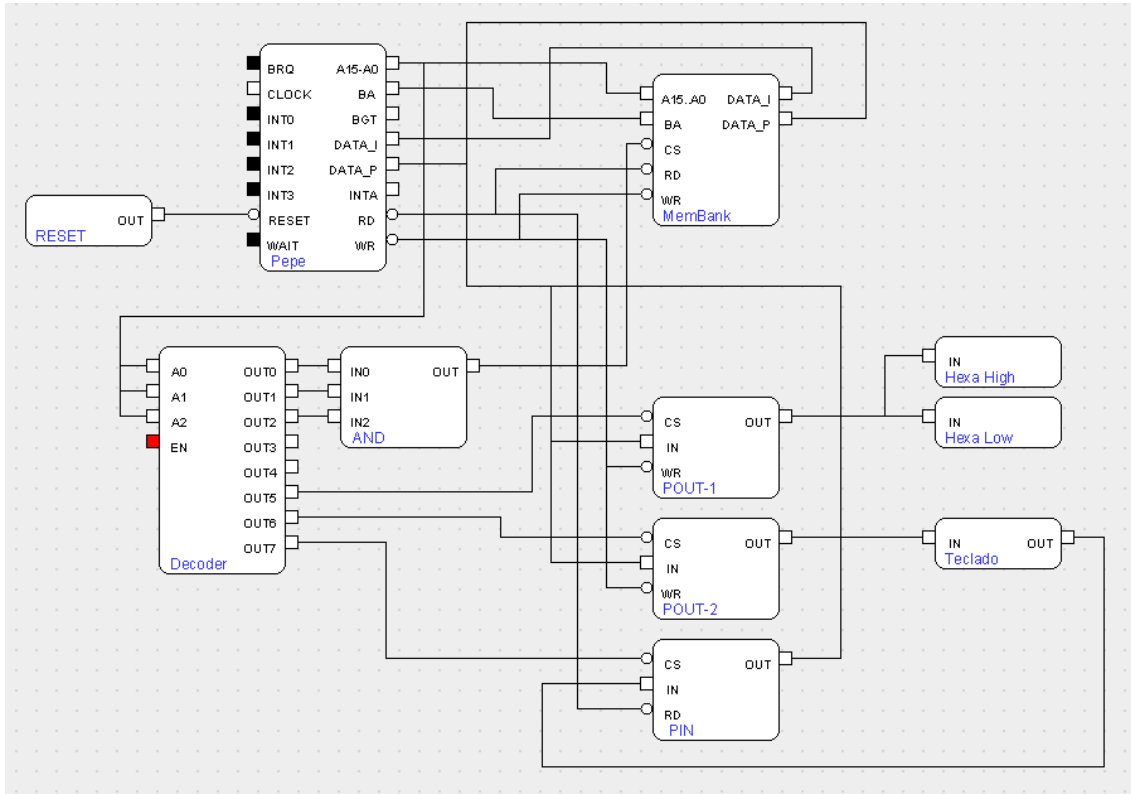 BRQ A15-A0
CLOCK BA
INT0 BGT
INT1 DATA_I
INT2 DATA_P
INT3 INTA
RESET RD
WAIT WR
Pepe
A15..A0 DATA_I
BA DATA_P
CS
RD
WR
MemBank
OUT
RESET
A0 OUT0
A1 OUT1
A2 OUT2
EN OUT3
OUT4
OUT5
OUT6
OUT7
Decoder
IN0 OUT
IN1
IN2
AND
IN
Hexa High
IN
Hexa Low
CS OUT
IN
WR
POUT-1
CS OUT
IN
WR
POUT-2
IN OUT
Teclado
CS OUT
IN
RD
PIN